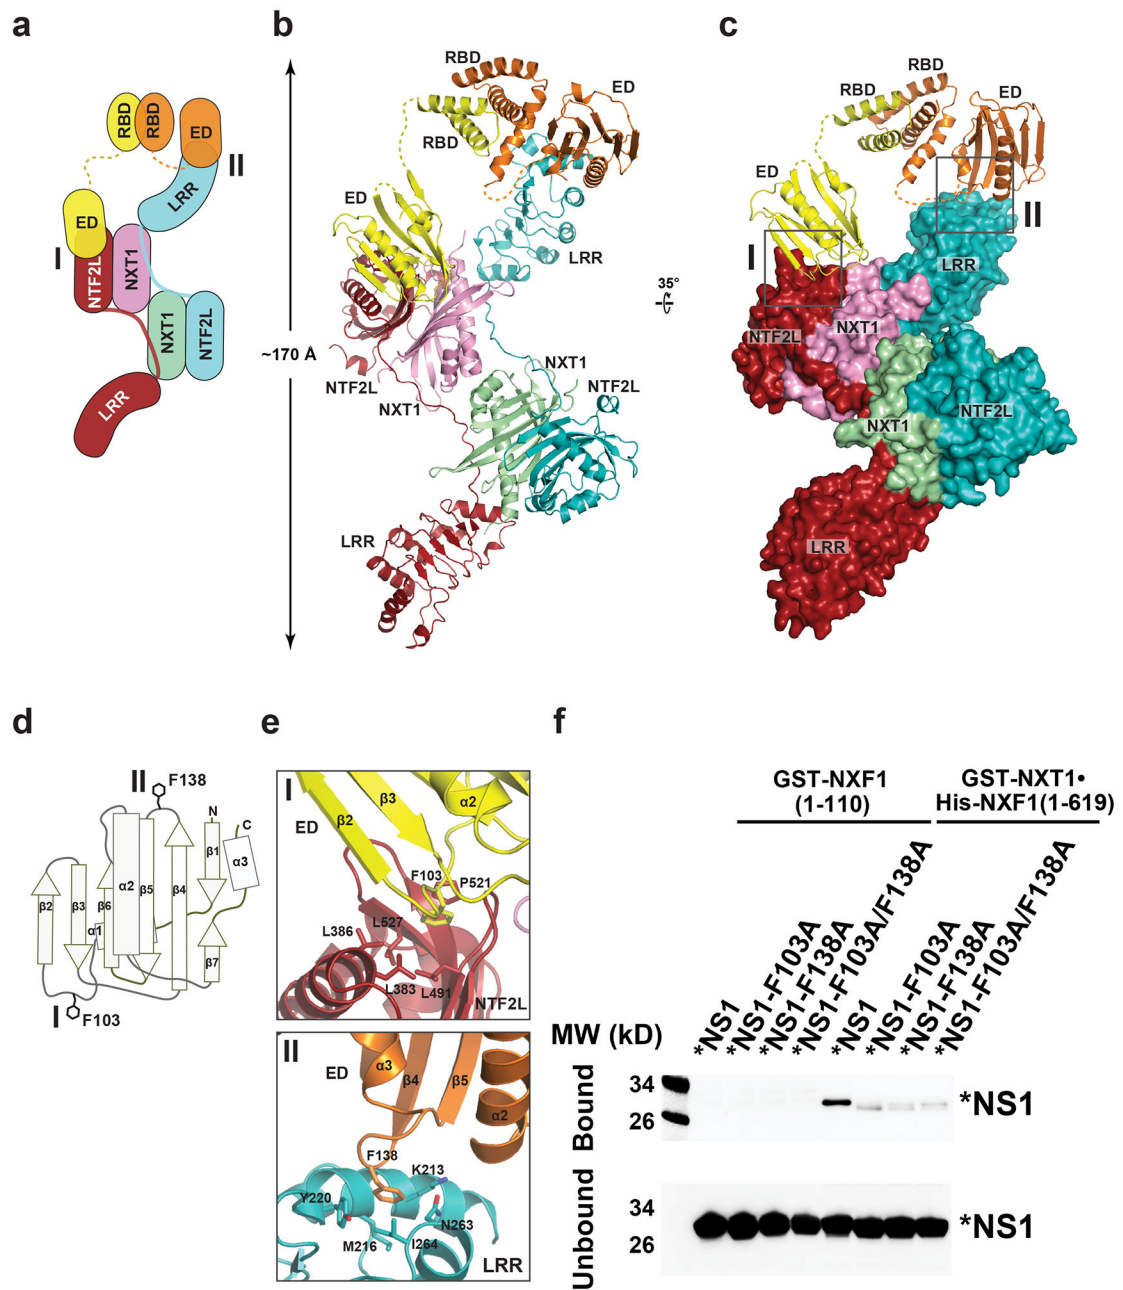 a
RBD
RBD
ED
II
LRR
ED
I
NTF2L
NXT1
NXT1
NTF2L
LRR
b
RBD
ED
RBD
ED
LRR
~170 Å
NTF2L
NXT1
NXT1
NTF2L
LRR
35°
c
RBD
RBD
ED
ED
I
II
LRR
NXT1
NTF2L
NXT1
NTF2L
LRR
d
II
F138
N
C
β1
α3
α2
β5
β4
β2
β3
β6
α1
β7
I
F103
e
I
β3
α2
ED
β2
F103
P521
L527
L386
L383
L491
NTF2L
II
ED
α3
β4
β5
α2
F138
K213
Y220
N263
M216
I264
LRR
f
GST-NXF1
(1-110)
GST-NXT1•
His-NXF1(1-619)
*NS1
*NS1-F103A
*NS1-F138A
*NS1-F103A/F138A
*NS1
*NS1-F103A
*NS1-F138A
*NS1-F103A/F138A
MW (kD)
Bound
34
26
*NS1
Unbound
34
26
*NS1